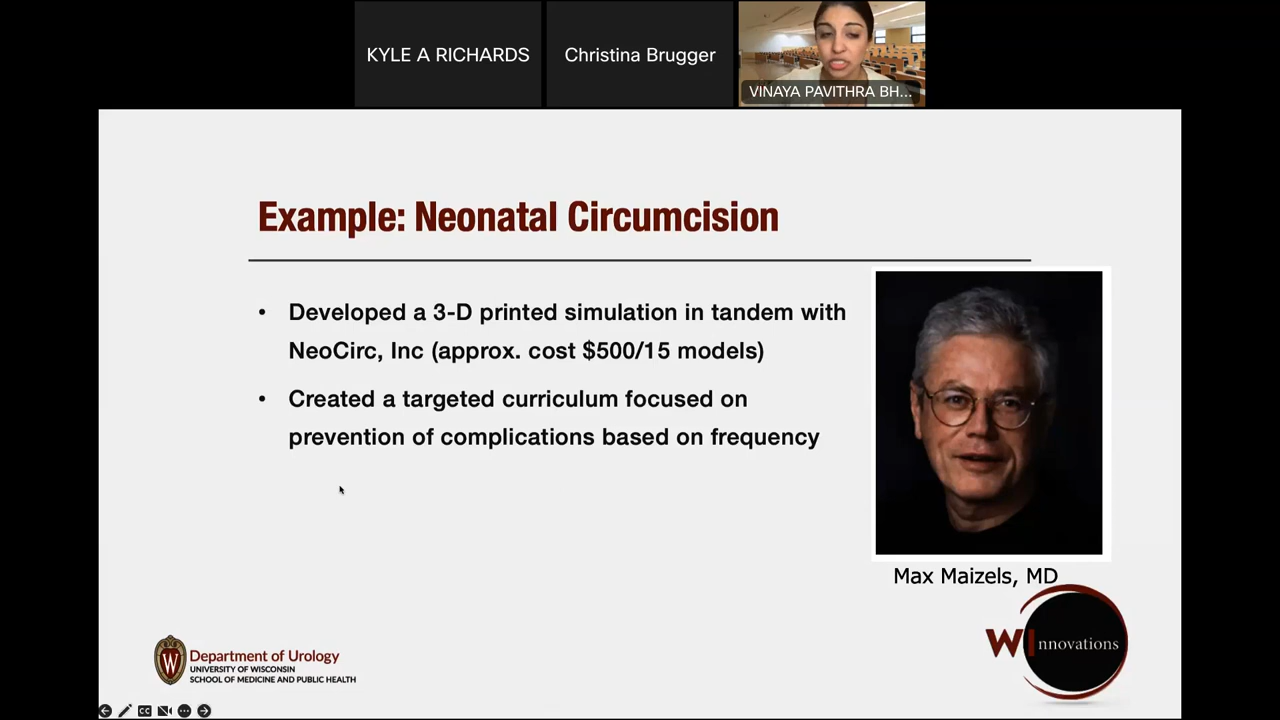 KYLE A RICHARDS
Christina Brugger
VINAYA PAVITHRA BH...
Example: Neonatal Circumcision
• Developed a 3-D printed simulation in tandem with
NeoCirc, Inc (approx. cost $500/15 models)
• Created a targeted curriculum focused on
prevention of complications based on frequency
Max Maizels, MD
W
Department of Urology
UNIVERSITY OF WISCONSIN
SCHOOL OF MEDICINE AND PUBLIC HEALTH
WInnovations
CC